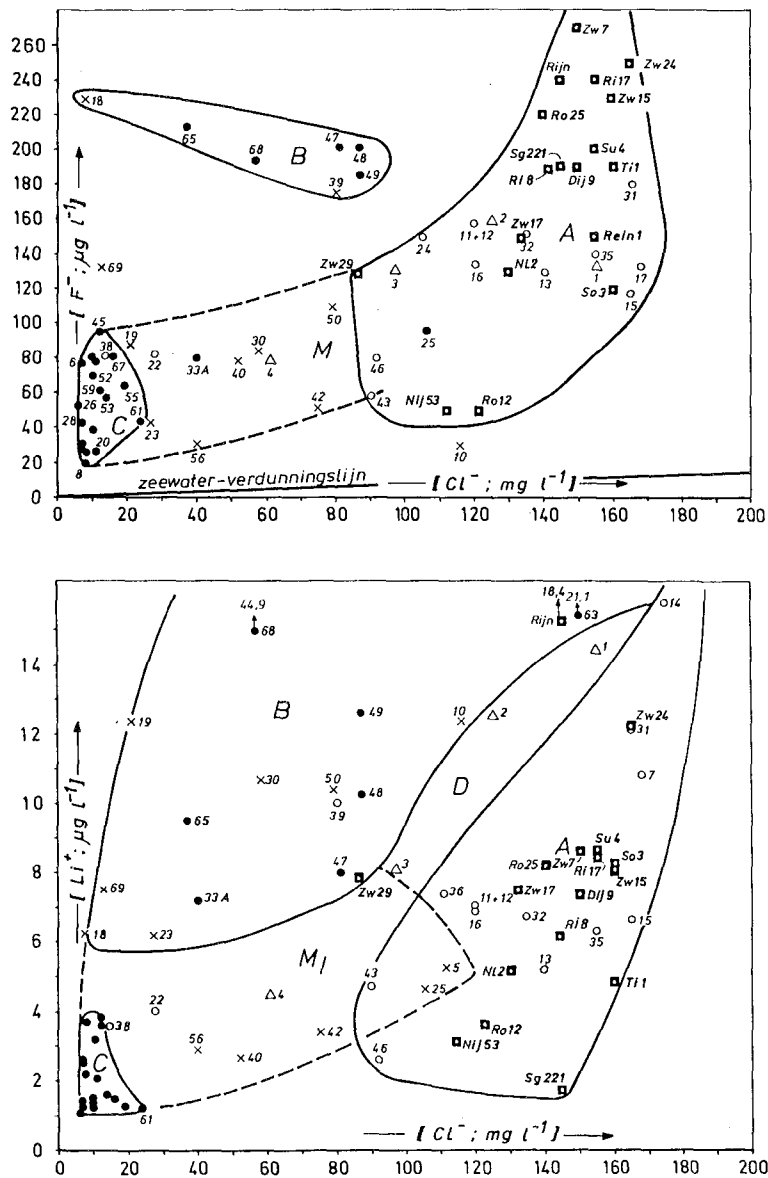 260
240
220
200
180
160
140
120
100
80
60
40
20
0
[ F⁻ ; µg l⁻¹ ]
Zw7
Zw24
Rijn
Ri17
Zw15
Ro25
18
65
68
47
48
49
B
39
Sg221
Su4
Ri8
Dij9
Ti1
31
69
24
11+12
2
Zw17
32
A
Rein1
35
Zw29
3
16
Nl2
13
1
17
So3
15
45
19
50
30
M
38
6
67
22
33A
40
4
46
25
52
59
53
55
26
C
61
23
28
20
8
42
43
56
Nij53
Ro12
10
zeewater-verdunningslijn
[ Cl⁻ ; mg l⁻¹ ]
0 20 40 60 80 100 120 140 160 180 200
14
12
10
8
6
4
2
0
[ Li⁺ ; µg l⁻¹ ]
44,9
68
18,4
21,1
Rijn
63
14
1
19
B
49
10
2
Zw24
31
30
50
39
48
D
7
65
69
33A
47
3
Zw29
A
Su4
So3
Ro25
Zw7'
Ri17'
Zw15
36
11+12
16
Zw17
Dij9
32
Ri8
35
15
18
23
M₁
22
4
43
5
25
Nl2
13
Ti1
38
C
56
40
42
46
Ro12
Nij53
Sg221
61
[ Cl⁻ ; mg l⁻¹ ]
0 20 40 60 80 100 120 140 160 180 200